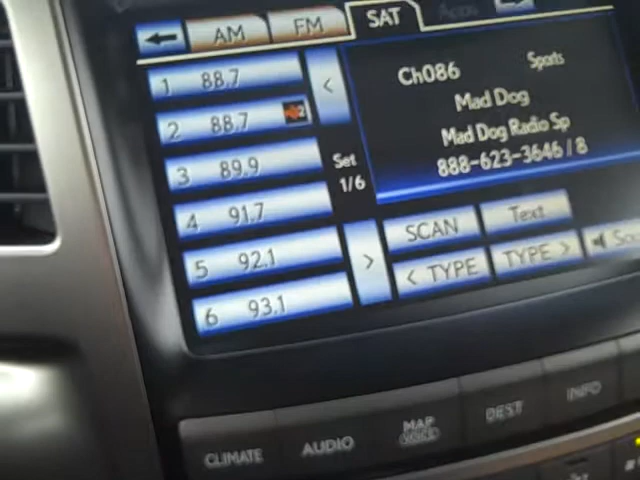 AM FM SAT Apps
1 88.7
2 88.7
3 89.9
4 91.7
5 92.1
6 93.1
<
Set
1/6
>
Ch086 Sports
Mad Dog
Mad Dog Radio Sp
888-623-3646 / 8
SCAN Text
< TYPE TYPE >
CLIMATE AUDIO MAP DEST INFO
VOICE